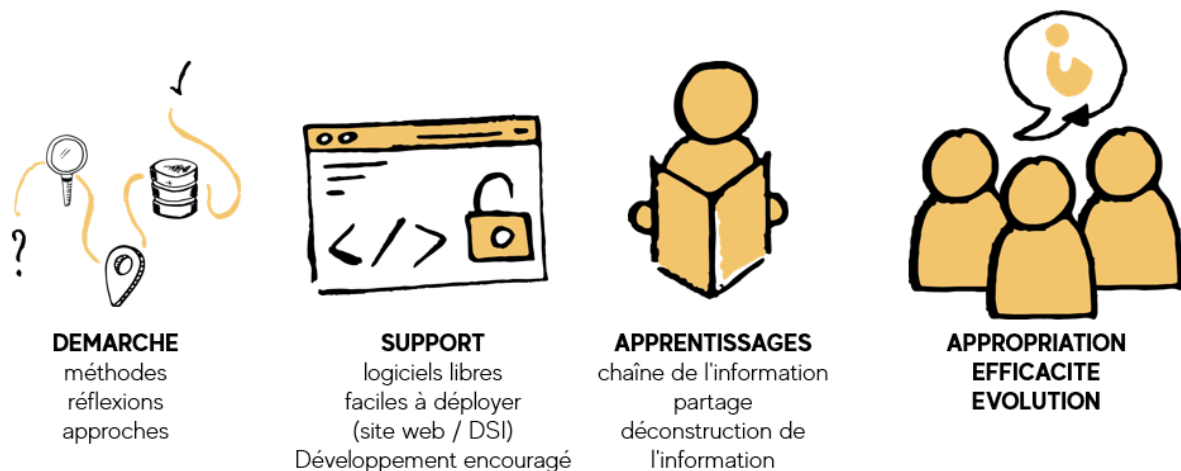 ?
</>
i
DEMARCHE
méthodes
réflexions
approches
SUPPORT
logiciels libres
faciles à déployer
(site web / DSI)
Développement encouragé
APPRENTISSAGES
chaîne de l'information
partage
déconstruction de
l'information
APPROPRIATION
EFFICACITE
EVOLUTION